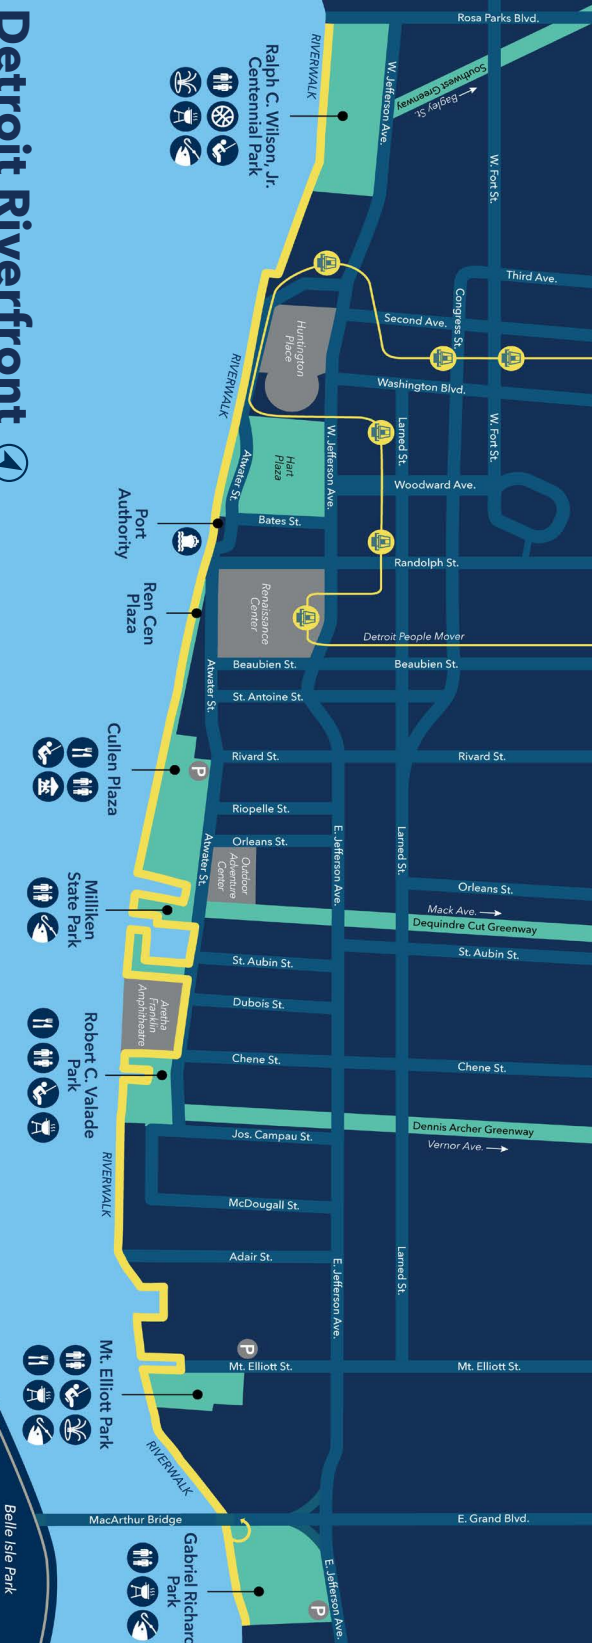 Detroit Riverfront
Rosa Parks Blvd.
RIVERWALK
Ralph C. Wilson, Jr.
Centennial Park
W. Jefferson Ave.
Southwest Greenway
Bagley St.
W. Fort St.
Third Ave.
Congress St.
Second Ave.
Huntington
Place
RIVERWALK
Washington Blvd.
Larned St.
W. Fort St.
Hart
Plaza
W. Jefferson Ave.
Atwater St.
Woodward Ave.
Port
Authority
Bates St.
Randolph St.
Ren Cen
Plaza
Renaissance
Center
Detroit People Mover
Beaubien St.
Beaubien St.
Atwater St.
St. Antoine St.
Cullen Plaza
P
Rivard St.
Rivard St.
Riopelle St.
Atwater St.
Orleans St.
E. Jefferson Ave.
Larned St.
Outdoor
Adventure
Center
Orleans St.
Milliken
State Park
Mack Ave.
Dequindre Cut Greenway
St. Aubin St.
St. Aubin St.
Aretha
Franklin
Amphitheatre
Dubois St.
Robert C. Valade
Park
Chene St.
Chene St.
Dennis Archer Greenway
Vernor Ave.
Jos. Campau St.
RIVERWALK
McDougall St.
Adair St.
E. Jefferson Ave.
Larned St.
Mt. Elliott Park
P
Mt. Elliott St.
Mt. Elliott St.
RIVERWALK
MacArthur Bridge
E. Grand Blvd.
Belle Isle Park
Gabriel Richard
Park
P
E. Jefferson Ave.